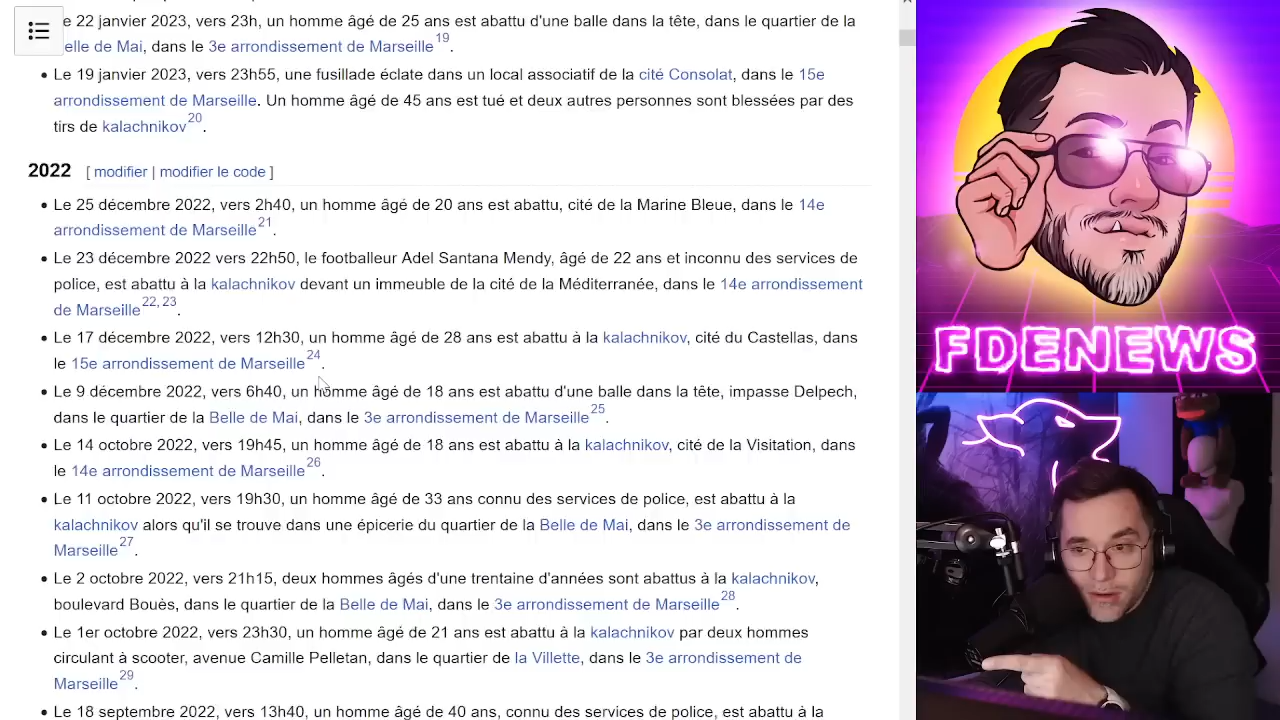 e 22 janvier 2023, vers 23h, un homme âgé de 25 ans est abattu d'une balle dans la tête, dans le quartier de la
elle de Mai, dans le 3e arrondissement de Marseille19.
• Le 19 janvier 2023, vers 23h55, une fusillade éclate dans un local associatif de la cité Consolat, dans le 15e
arrondissement de Marseille. Un homme âgé de 45 ans est tué et deux autres personnes sont blessées par des
tirs de kalachnikov20.
2022 [ modifier | modifier le code ]
• Le 25 décembre 2022, vers 2h40, un homme âgé de 20 ans est abattu, cité de la Marine Bleue, dans le 14e
arrondissement de Marseille21.
• Le 23 décembre 2022 vers 22h50, le footballeur Adel Santana Mendy, âgé de 22 ans et inconnu des services de
police, est abattu à la kalachnikov devant un immeuble de la cité de la Méditerranée, dans le 14e arrondissement
de Marseille22, 23.
• Le 17 décembre 2022, vers 12h30, un homme âgé de 28 ans est abattu à la kalachnikov, cité du Castellas, dans
le 15e arrondissement de Marseille24.
• Le 9 décembre 2022, vers 6h40, un homme âgé de 18 ans est abattu d'une balle dans la tête, impasse Delpech,
dans le quartier de la Belle de Mai, dans le 3e arrondissement de Marseille25.
• Le 14 octobre 2022, vers 19h45, un homme âgé de 18 ans est abattu à la kalachnikov, cité de la Visitation, dans
le 14e arrondissement de Marseille26.
• Le 11 octobre 2022, vers 19h30, un homme âgé de 33 ans connu des services de police, est abattu à la
kalachnikov alors qu'il se trouve dans une épicerie du quartier de la Belle de Mai, dans le 3e arrondissement de
Marseille27.
• Le 2 octobre 2022, vers 21h15, deux hommes âgés d'une trentaine d'années sont abattus à la kalachnikov,
boulevard Bouès, dans le quartier de la Belle de Mai, dans le 3e arrondissement de Marseille28.
• Le 1er octobre 2022, vers 23h30, un homme âgé de 21 ans est abattu à la kalachnikov par deux hommes
circulant à scooter, avenue Camille Pelletan, dans le quartier de la Villette, dans le 3e arrondissement de
Marseille29.
• Le 18 septembre 2022, vers 13h40, un homme âgé de 40 ans, connu des services de police, est abattu à la
FDENEWS